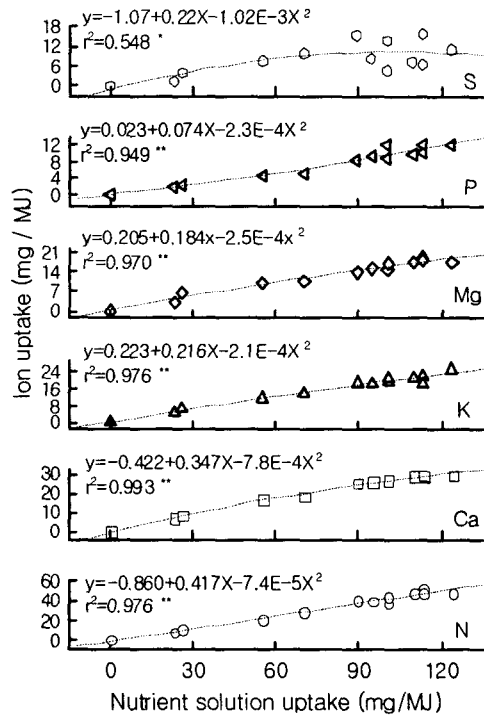 y=-1.07+0.22X-1.02E-3X²
r²=0.548 *
18
12
6
0
S
y=0.023+0.074X-2.3E-4X²
r²=0.949 **
12
8
4
0
P
y=0.205+0.184x-2.5E-4x²
r²=0.970 **
21
14
7
0
Mg
y=0.223+0.216X-2.1E-4X²
r²=0.976 **
24
16
8
0
K
y=-0.422+0.347X-7.8E-4X²
r²=0.993 **
30
20
10
0
Ca
y=-0.860+0.417X-7.4E-5X²
r²=0.976 **
60
40
20
0
N
Ion uptake (mg / MJ)
0 30 60 90 120
Nutrient solution uptake (mg/MJ)